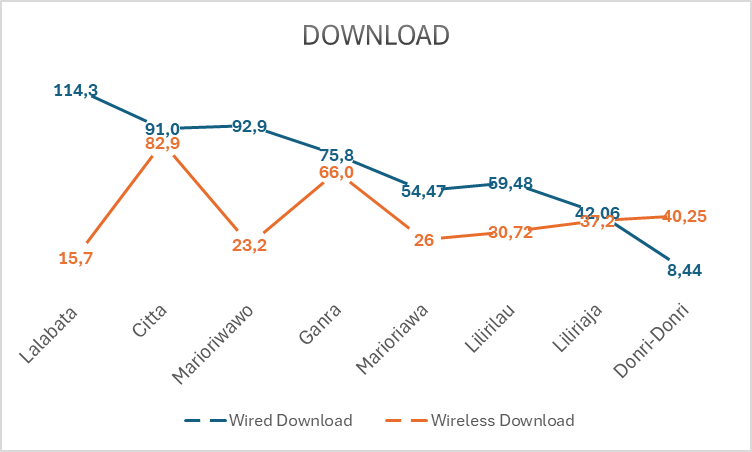 DOWNLOAD
114,3
91,0
92,9
75,8
54,47
59,48
42,06
8,44
15,7
82,9
23,2
66,0
26
30,72
37,2
40,25
Lalabata
Citta
Marioriwawo
Ganra
Marioriawa
Lilirilau
Liliriaja
Donri-Donri
Wired Download
Wireless Download